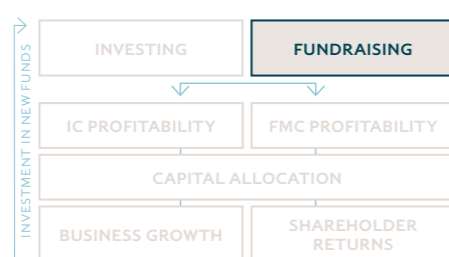 INVESTING
FUNDRAISING
INVESTMENT IN NEW FUNDS
IC PROFITABILITY
FMC PROFITABILITY
CAPITAL ALLOCATION
BUSINESS GROWTH
SHAREHOLDER
RETURNS